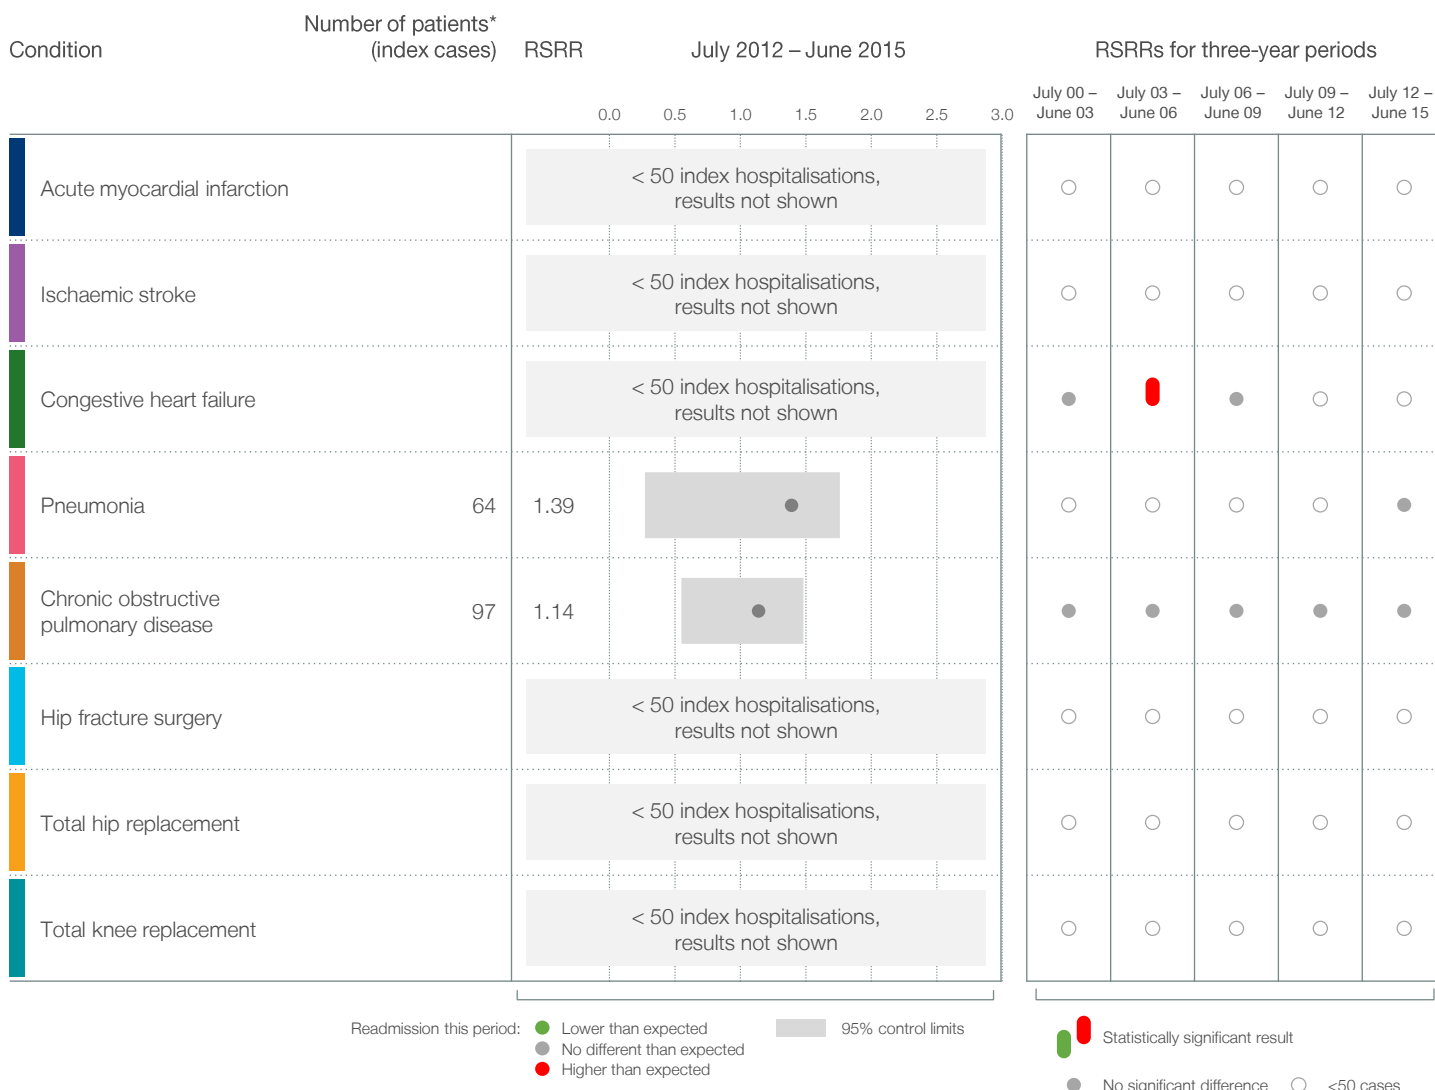 Condition
Number of patients*
(index cases)
RSRR
July 2012 – June 2015
RSRRs for three-year periods
0.0 0.5 1.0 1.5 2.0 2.5 3.0
July 00 –
June 03
July 03 –
June 06
July 06 –
June 09
July 09 –
June 12
July 12 –
June 15
Acute myocardial infarction
< 50 index hospitalisations,
results not shown
Ischaemic stroke
< 50 index hospitalisations,
results not shown
Congestive heart failure
< 50 index hospitalisations,
results not shown
Pneumonia 64 1.39
Chronic obstructive
pulmonary disease
97 1.14
Hip fracture surgery
< 50 index hospitalisations,
results not shown
Total hip replacement
< 50 index hospitalisations,
results not shown
Total knee replacement
< 50 index hospitalisations,
results not shown
Readmission this period:
Lower than expected
No different than expected
Higher than expected
95% control limits
Statistically significant result
No significant difference
<50 cases